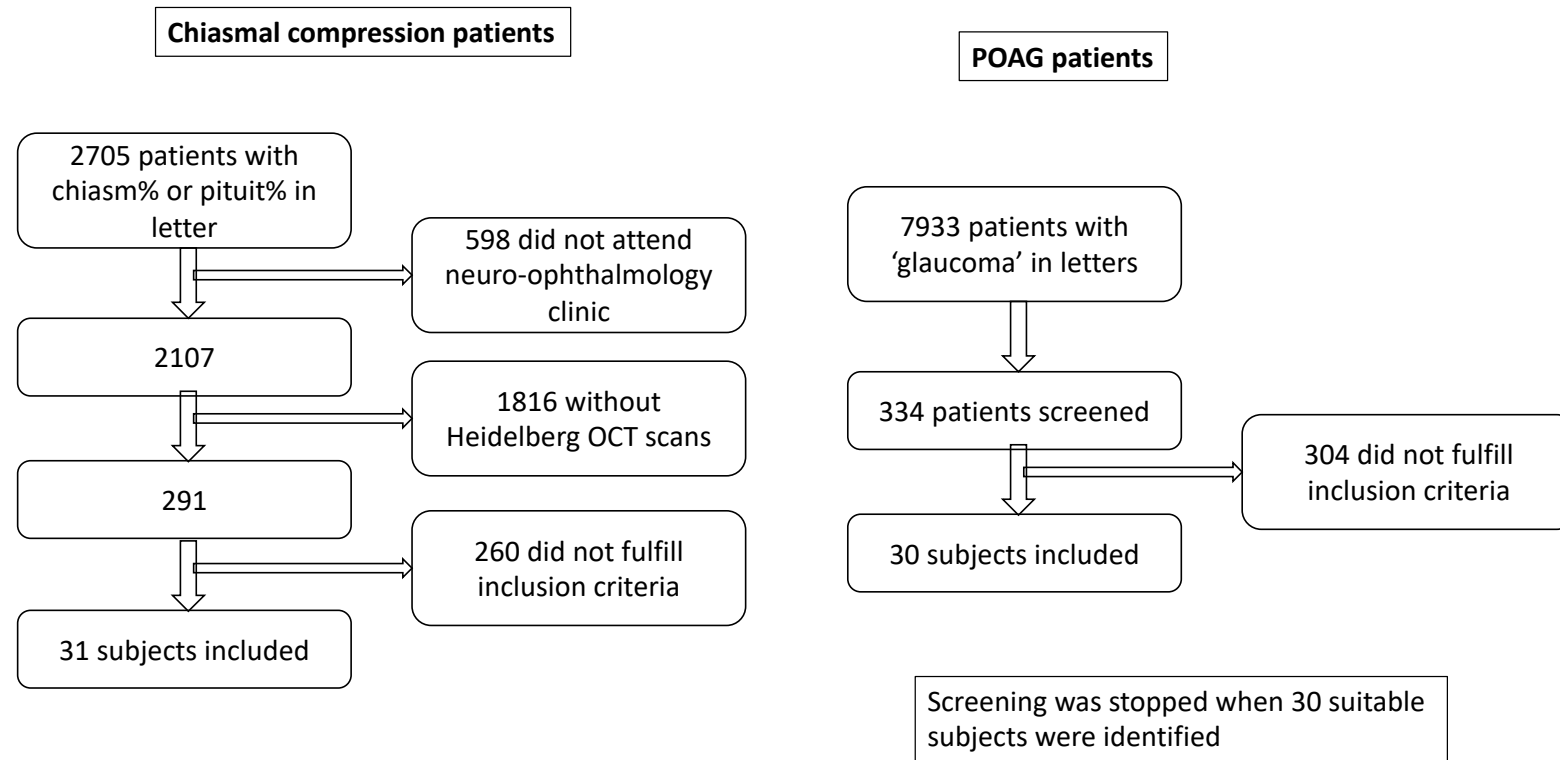 Chiasmal compression patients
2705 patients with
chiasm% or pituit% in
letter
598 did not attend
neuro-ophthalmology
clinic
2107
1816 without
Heidelberg OCT scans
291
260 did not fulfill
inclusion criteria
31 subjects included
POAG patients
7933 patients with
‘glaucoma’ in letters
334 patients screened
304 did not fulfill
inclusion criteria
30 subjects included
Screening was stopped when 30 suitable
subjects were identified